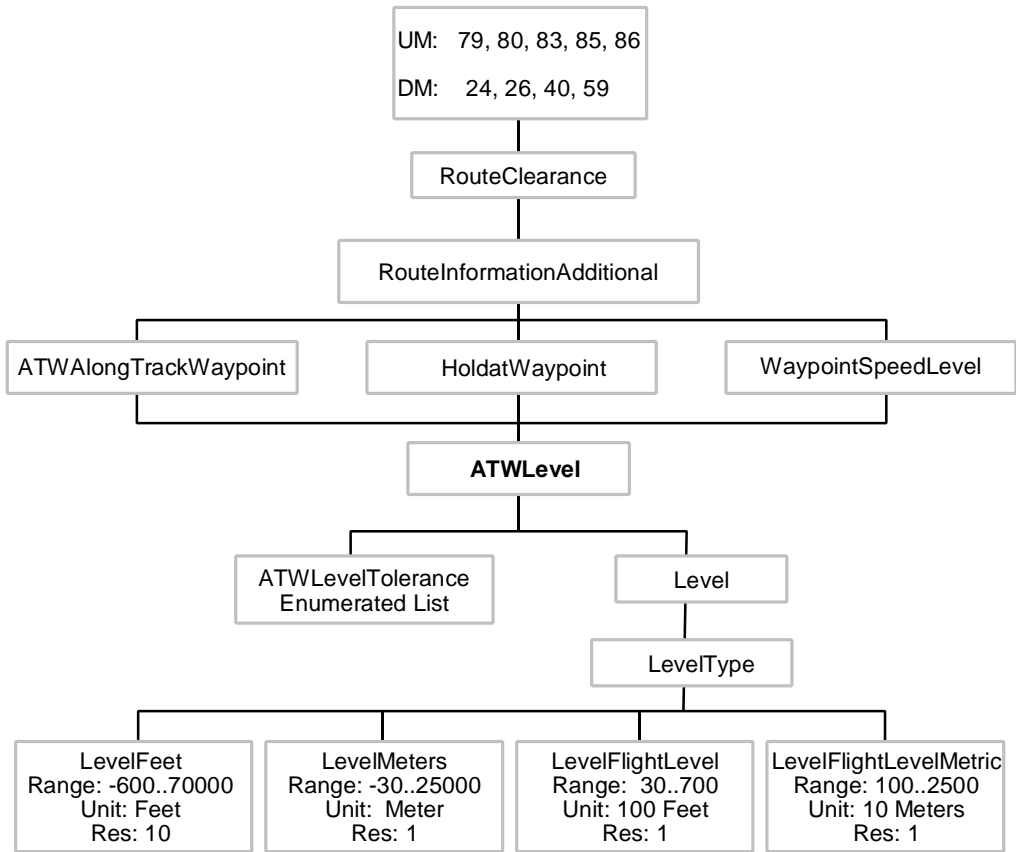 UM: 79, 80, 83, 85, 86
DM: 24, 26, 40, 59
RouteClearance
RouteInformationAdditional
ATWAlongTrackWaypoint
HoldatWaypoint
WaypointSpeedLevel
ATWLevel
ATWLevelTolerance
Enumerated List
Level
LevelType
LevelFeet
Range: -600..70000
Unit: Feet
Res: 10
LevelMeters
Range: -30..25000
Unit: Meter
Res: 1
LevelFlightLevel
Range: 30..700
Unit: 100 Feet
Res: 1
LevelFlightLevelMetric
Range: 100..2500
Unit: 10 Meters
Res: 1